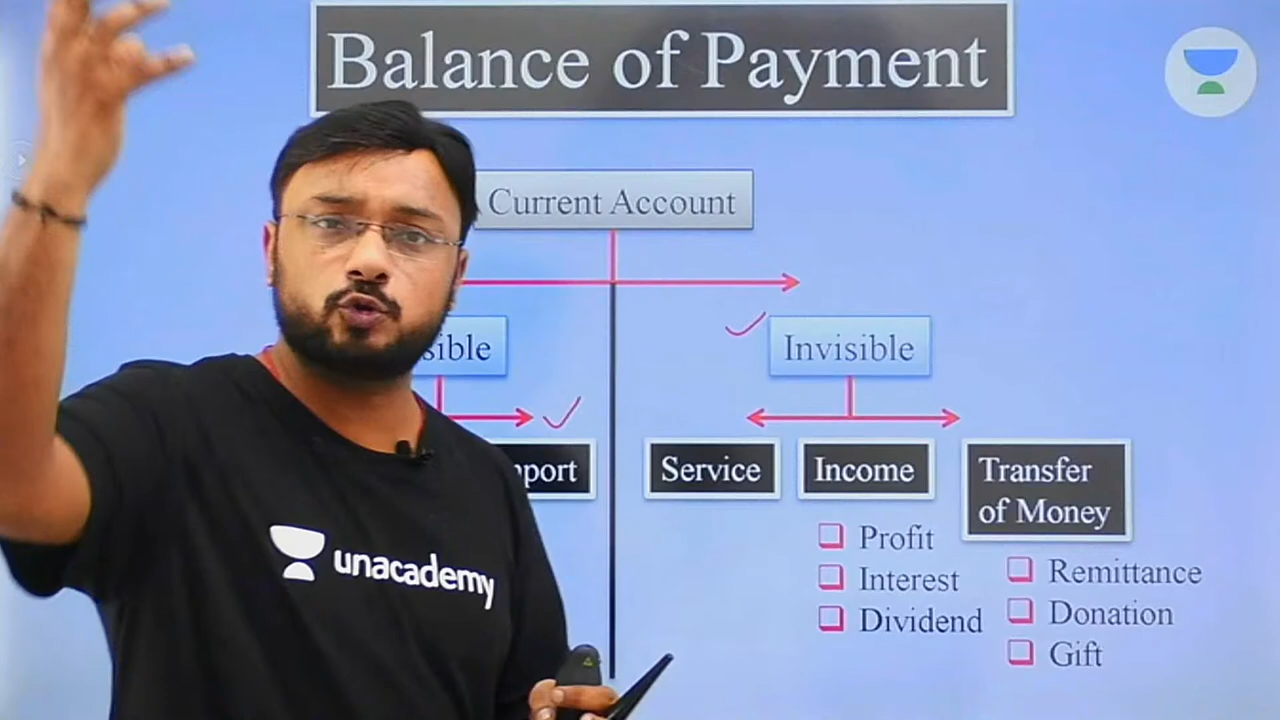 Balance of Payment
Current Account
Invisible
Service
Income
Transfer
of Money
Profit
Interest
Dividend
Remittance
Donation
Gift
unacademy